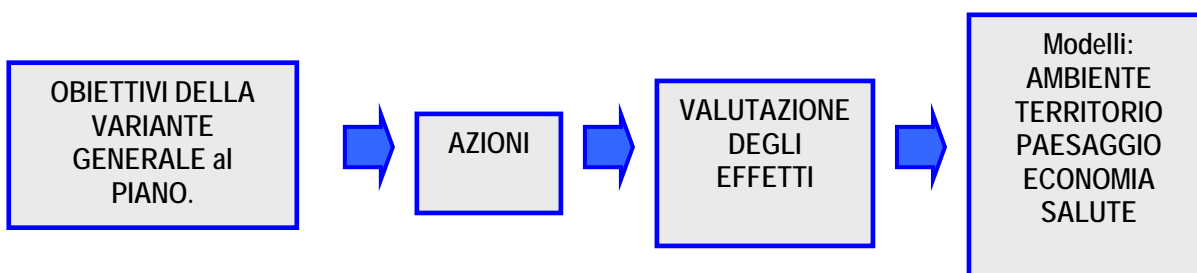 OBIETTIVI DELLA
VARIANTE
GENERALE al
PIANO.
AZIONI
VALUTAZIONE
DEGLI
EFFETTI
Modelli:
AMBIENTE
TERRITORIO
PAESAGGIO
ECONOMIA
SALUTE